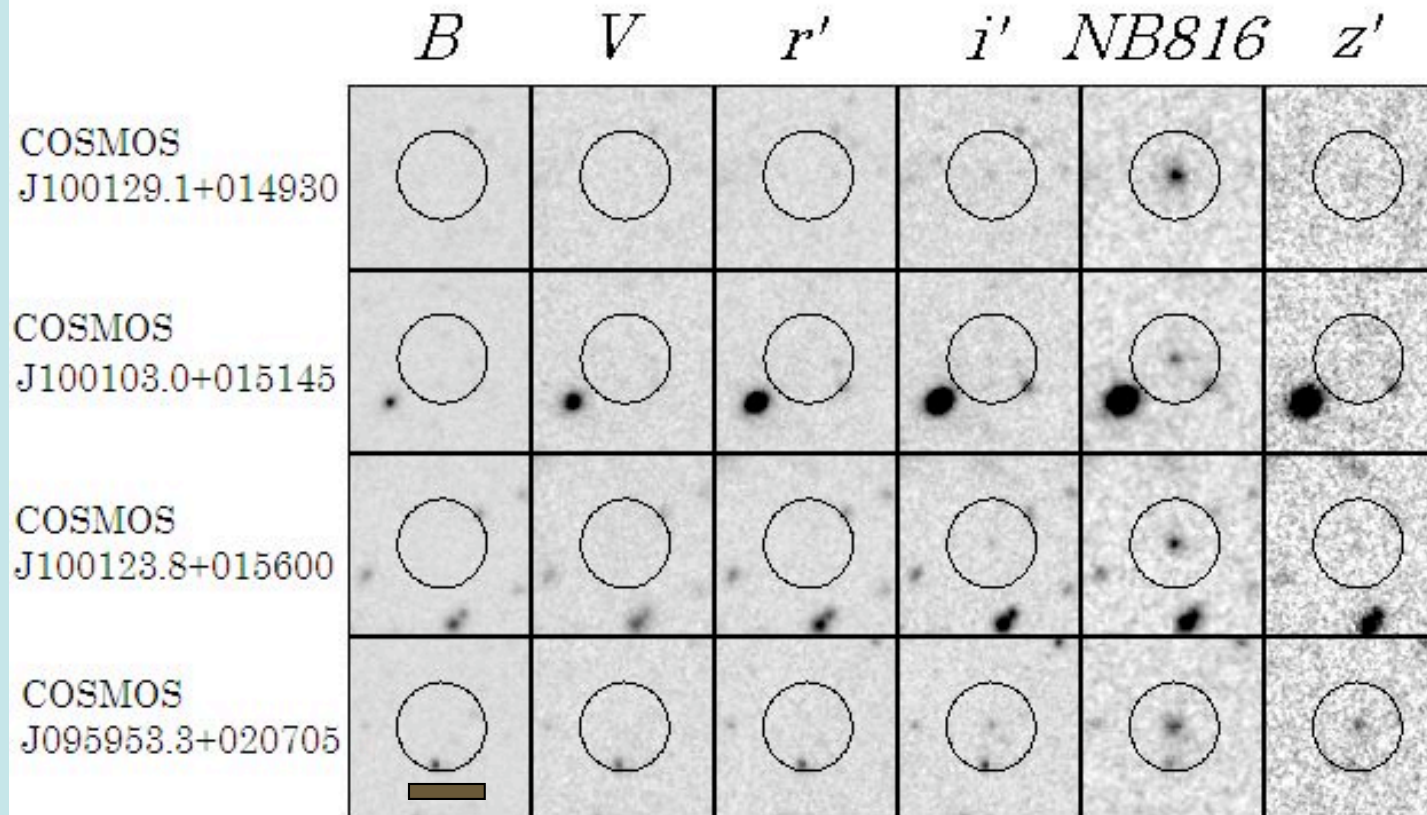 B V r' i' NB816 z'
COSMOS
J100129.1+014930
COSMOS
J100103.0+015145
COSMOS
J100123.8+015600
COSMOS
J095953.3+020705